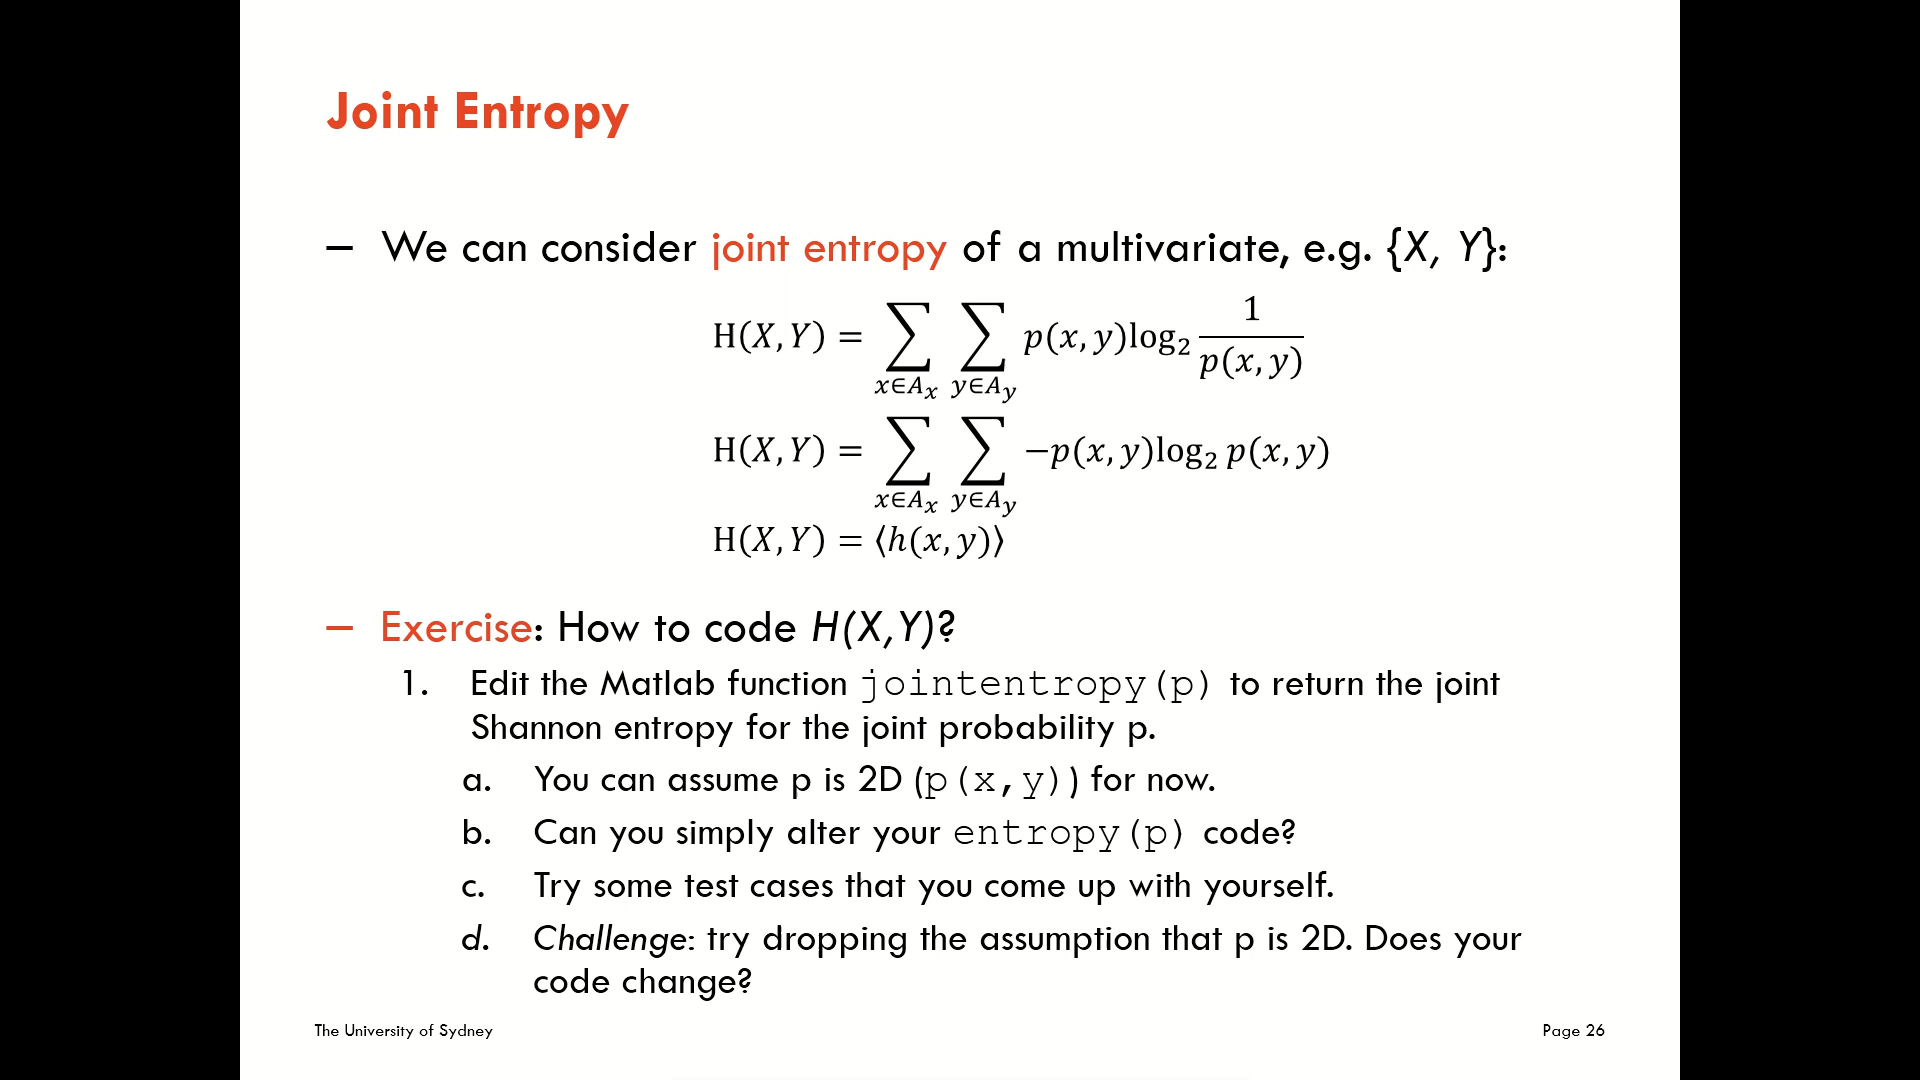 Joint Entropy
– We can consider joint entropy of a multivariate, e.g. {X, Y}:
H(X, Y) = ∑_{x∈A_x} ∑_{y∈A_y} p(x, y)log₂ 1/p(x, y)
H(X, Y) = ∑_{x∈A_x} ∑_{y∈A_y} −p(x, y)log₂ p(x, y)
H(X, Y) = ⟨h(x, y)⟩
– Exercise: How to code H(X,Y)?
1. Edit the Matlab function jointentropy(p) to return the joint
Shannon entropy for the joint probability p.
a. You can assume p is 2D (p(x,y)) for now.
b. Can you simply alter your entropy(p) code?
c. Try some test cases that you come up with yourself.
d. Challenge: try dropping the assumption that p is 2D. Does your
code change?
The University of Sydney
Page 26